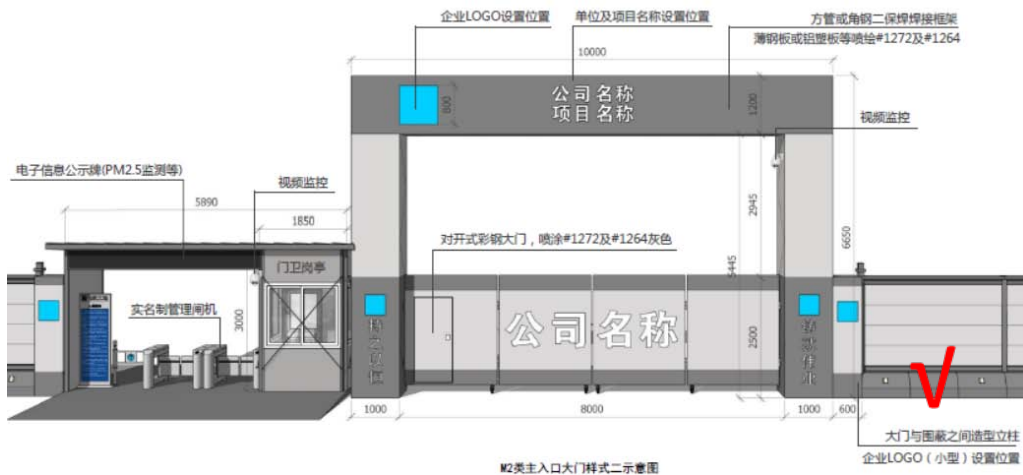 企业LOGO设置位置
单位及项目名称设置位置
方管或角钢二保焊焊接框架
薄钢板或铝塑板等喷绘#1272及#1264
10000
公司名称
项目名称
800
1200
视频监控
电子信息公示牌(PM2.5监测等)
视频监控
5890
1850
2945
对开式彩钢大门，喷涂#1272及#1264灰色
5445
6650
门卫岗亭
实名制管理闸机
3000
公司名称
2500
1000
8000
1000
600
大门与围蔽之间造型立柱
企业LOGO（小型）设置位置
M2类主入口大门样式二示意图